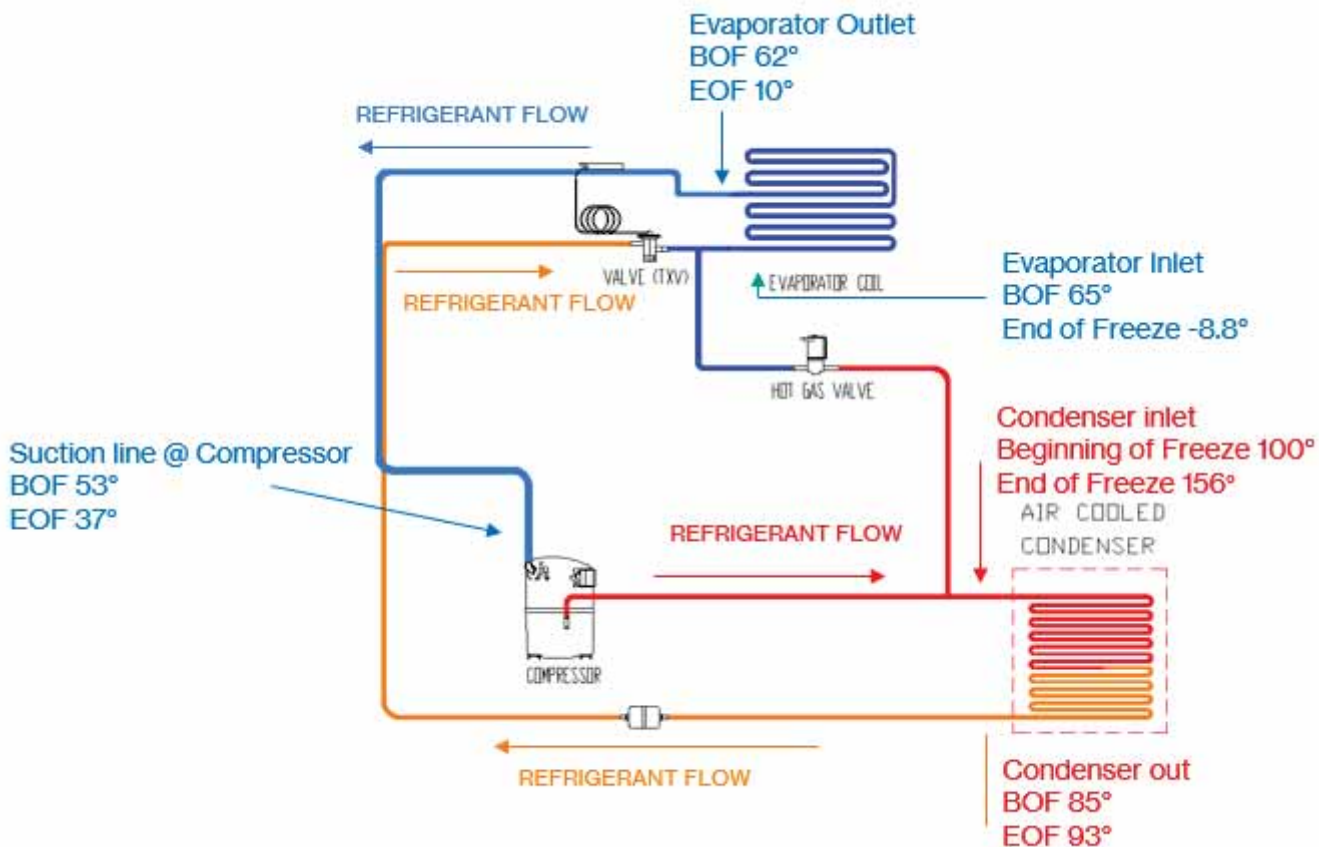 Evaporator Outlet
BOF 62°
EOF 10°
REFRIGERANT FLOW
VALVE (TXV)
REFRIGERANT FLOW
EVAPORATOR COIL
Evaporator Inlet
BOF 65°
End of Freeze -8.8°
HOT GAS VALVE
Condenser inlet
Beginning of Freeze 100°
End of Freeze 156°
AIR COOLED
CONDENSER
Suction line @ Compressor
BOF 53°
EOF 37°
REFRIGERANT FLOW
COMPRESSOR
REFRIGERANT FLOW
Condenser out
BOF 85°
EOF 93°